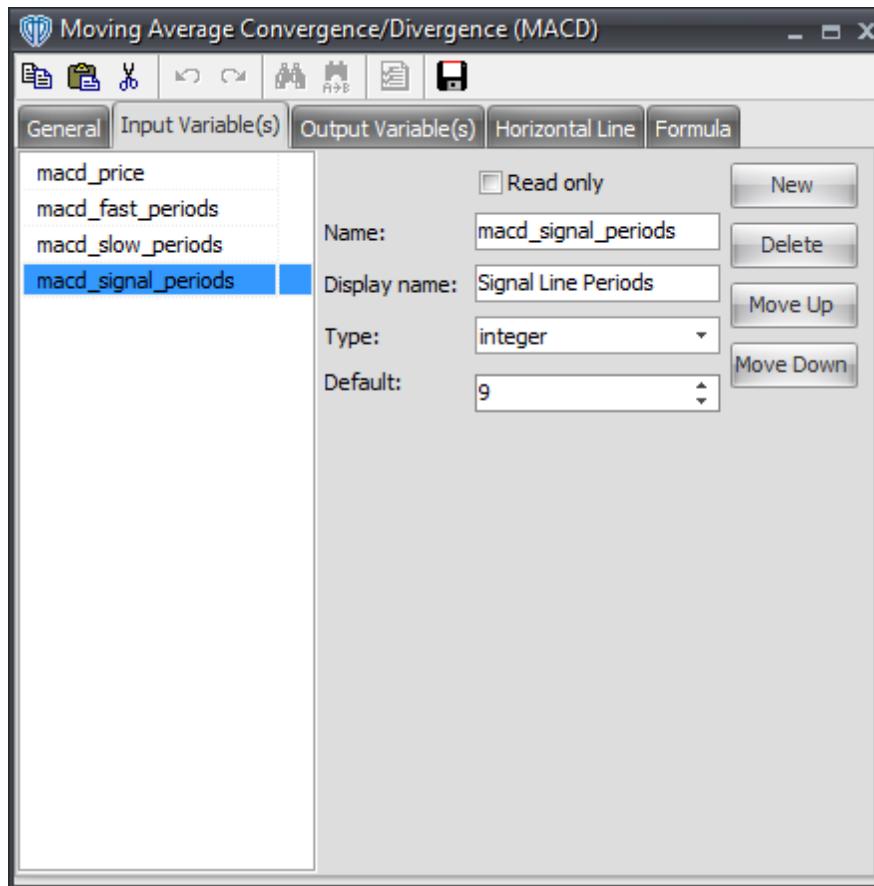 Moving Average Convergence/Divergence (MACD)
A→B
General Input Variable(s) Output Variable(s) Horizontal Line Formula
macd_price
macd_fast_periods
macd_slow_periods
macd_signal_periods
Read only
Name: macd_signal_periods
Display name: Signal Line Periods
Type: integer
Default: 9
New
Delete
Move Up
Move Down